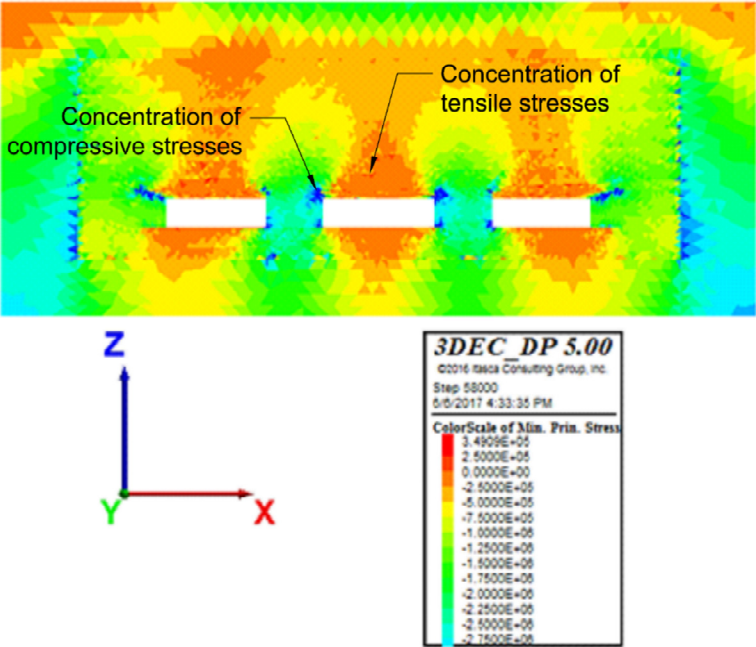 Concentration of
tensile stresses
Concentration of
compressive stresses
Z
Y
X
3DEC_DP 5.00
©2016 Itasca Consulting Group, Inc.
Step 58000
6/6/2017 4:33:35 PM
ColorScale of Min. Prin. Stress
3.4909E+05
2.5000E+05
0.0000E+00
-2.5000E+05
-5.0000E+05
-7.5000E+05
-1.0000E+06
-1.2500E+06
-1.5000E+06
-1.7500E+06
-2.0000E+06
-2.2500E+06
-2.5000E+06
-2.7500E+06